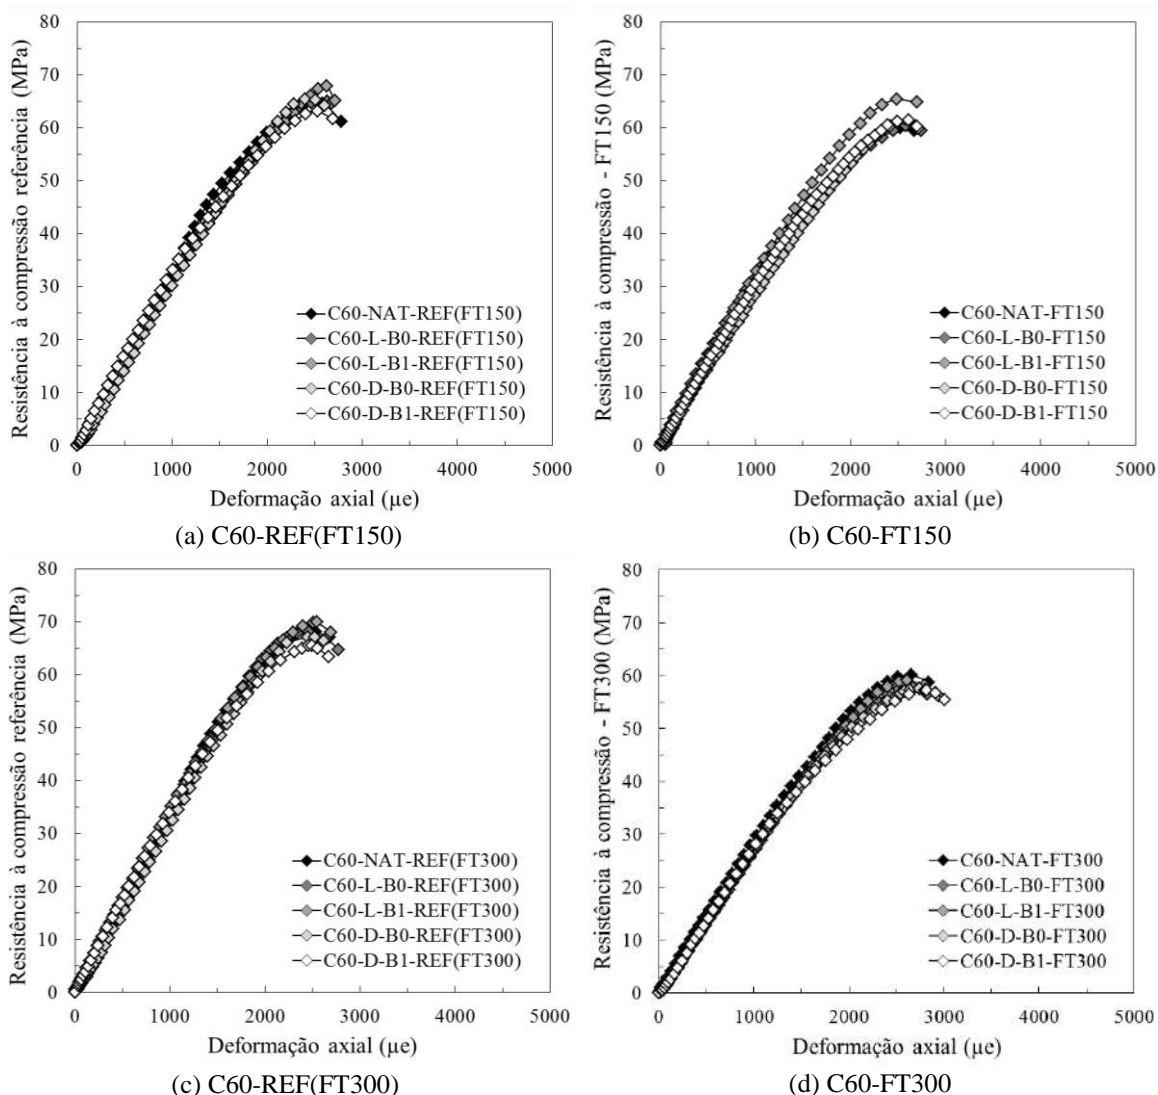 Resistência à compressão referência (MPa)
80
70
60
50
40
30
20
10
0
C60-NAT-REF(FT150)
C60-L-B0-REF(FT150)
C60-L-B1-REF(FT150)
C60-D-B0-REF(FT150)
C60-D-B1-REF(FT150)
0 1000 2000 3000 4000 5000
Deformação axial (µe)
(a) C60-REF(FT150)
Resistência à compressão - FT150 (MPa)
80
70
60
50
40
30
20
10
0
C60-NAT-FT150
C60-L-B0-FT150
C60-L-B1-FT150
C60-D-B0-FT150
C60-D-B1-FT150
0 1000 2000 3000 4000 5000
Deformação axial (µe)
(b) C60-FT150
Resistência à compressão referência (MPa)
80
70
60
50
40
30
20
10
0
C60-NAT-REF(FT300)
C60-L-B0-REF(FT300)
C60-L-B1-REF(FT300)
C60-D-B0-REF(FT300)
C60-D-B1-REF(FT300)
0 1000 2000 3000 4000 5000
Deformação axial (µe)
(c) C60-REF(FT300)
Resistência à compressão - FT300 (MPa)
80
70
60
50
40
30
20
10
0
C60-NAT-FT300
C60-L-B0-FT300
C60-L-B1-FT300
C60-D-B0-FT300
C60-D-B1-FT300
0 1000 2000 3000 4000 5000
Deformação axial (µe)
(d) C60-FT300